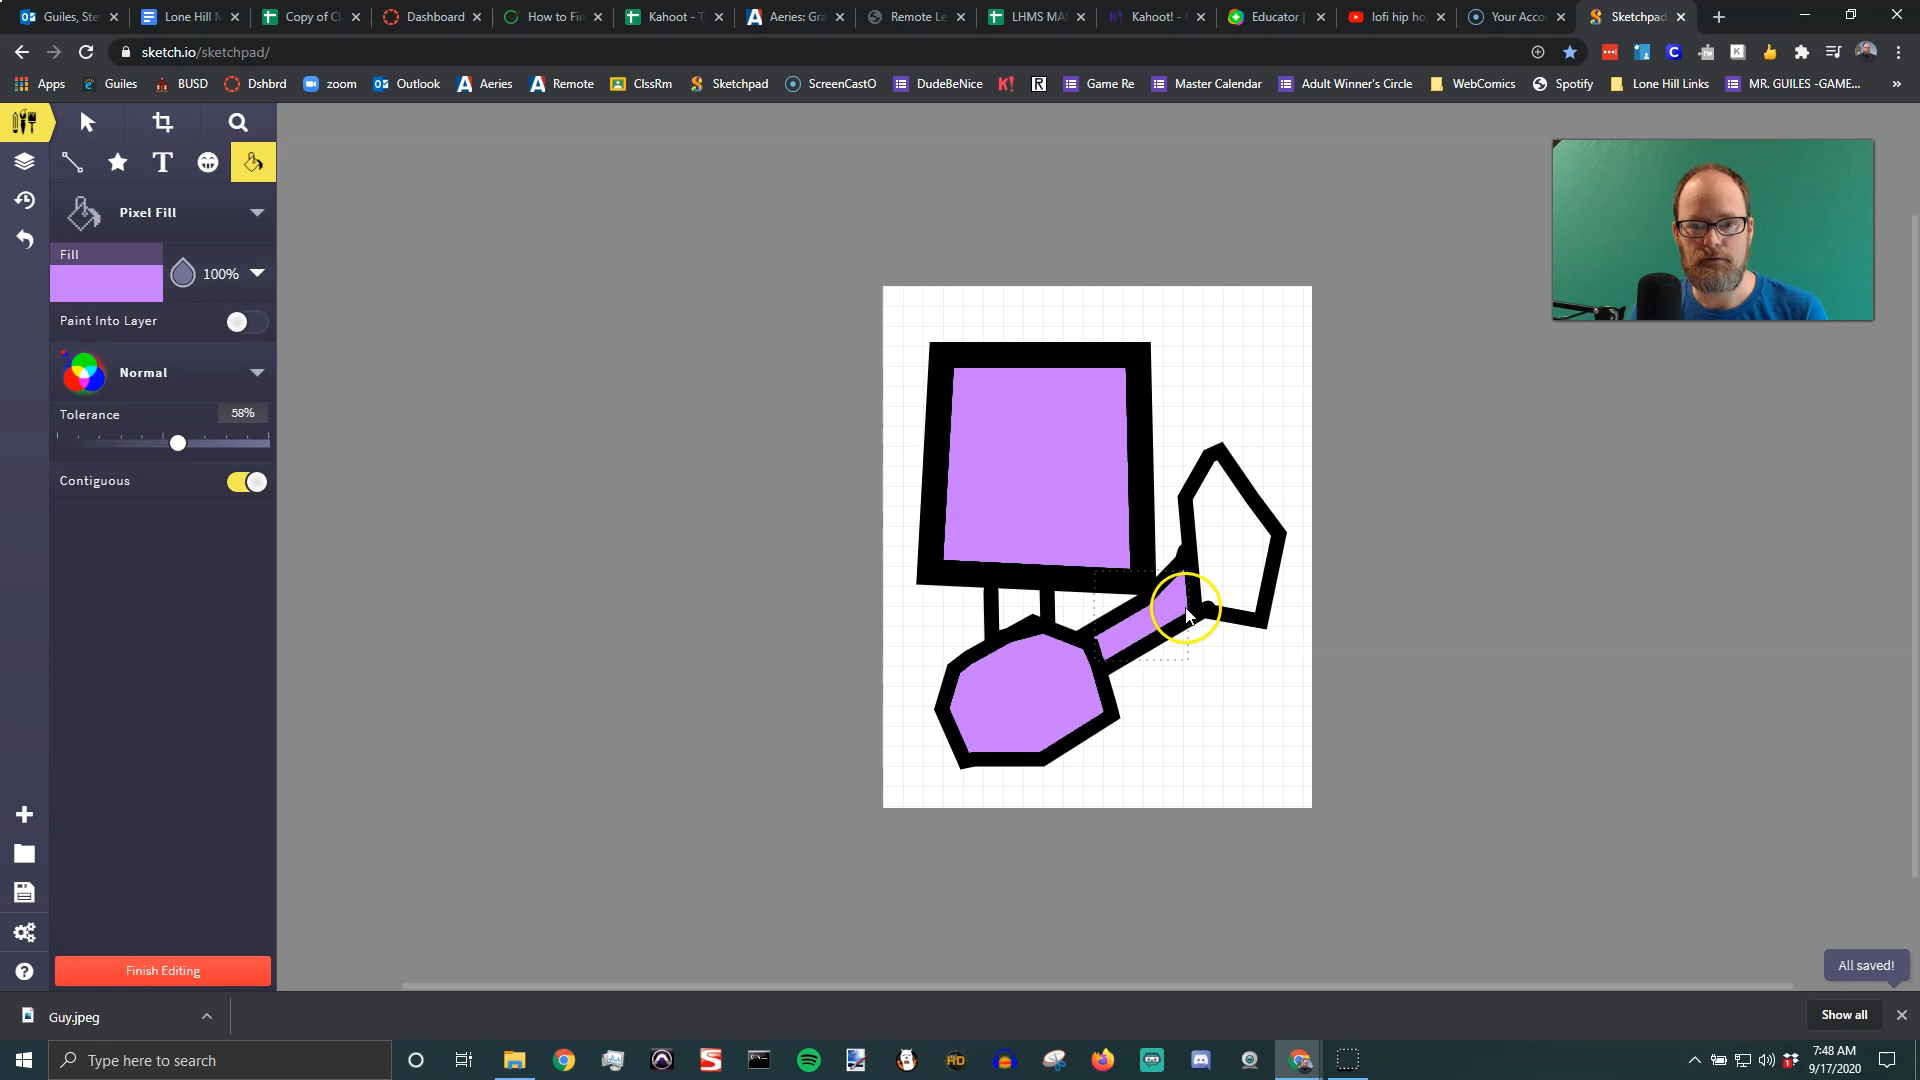 Guiles, Ste
Lone Hill M
Copy of Cl
Dashboard
How to Fin
Kahoot - T
Aeries: Gra
Remote Le
LHMS MA
Kahoot! -
Educator |
lofi hip ho
Your Acco
Sketchpad
sketch.io/sketchpad/
Apps
Guiles
BUSD
Dshbrd
zoom
Outlook
Aeries
Remote
ClssRm
Sketchpad
ScreenCastO
DudeBeNice
Game Re
Master Calendar
Adult Winner's Circle
WebComics
Spotify
Lone Hill Links
MR. GUILES -GAME...
Pixel Fill
Fill
100%
Paint Into Layer
Normal
Tolerance
58%
Contiguous
Finish Editing
All saved!
Guy.jpeg
Show all
Type here to search
7:48 AM
9/17/2020